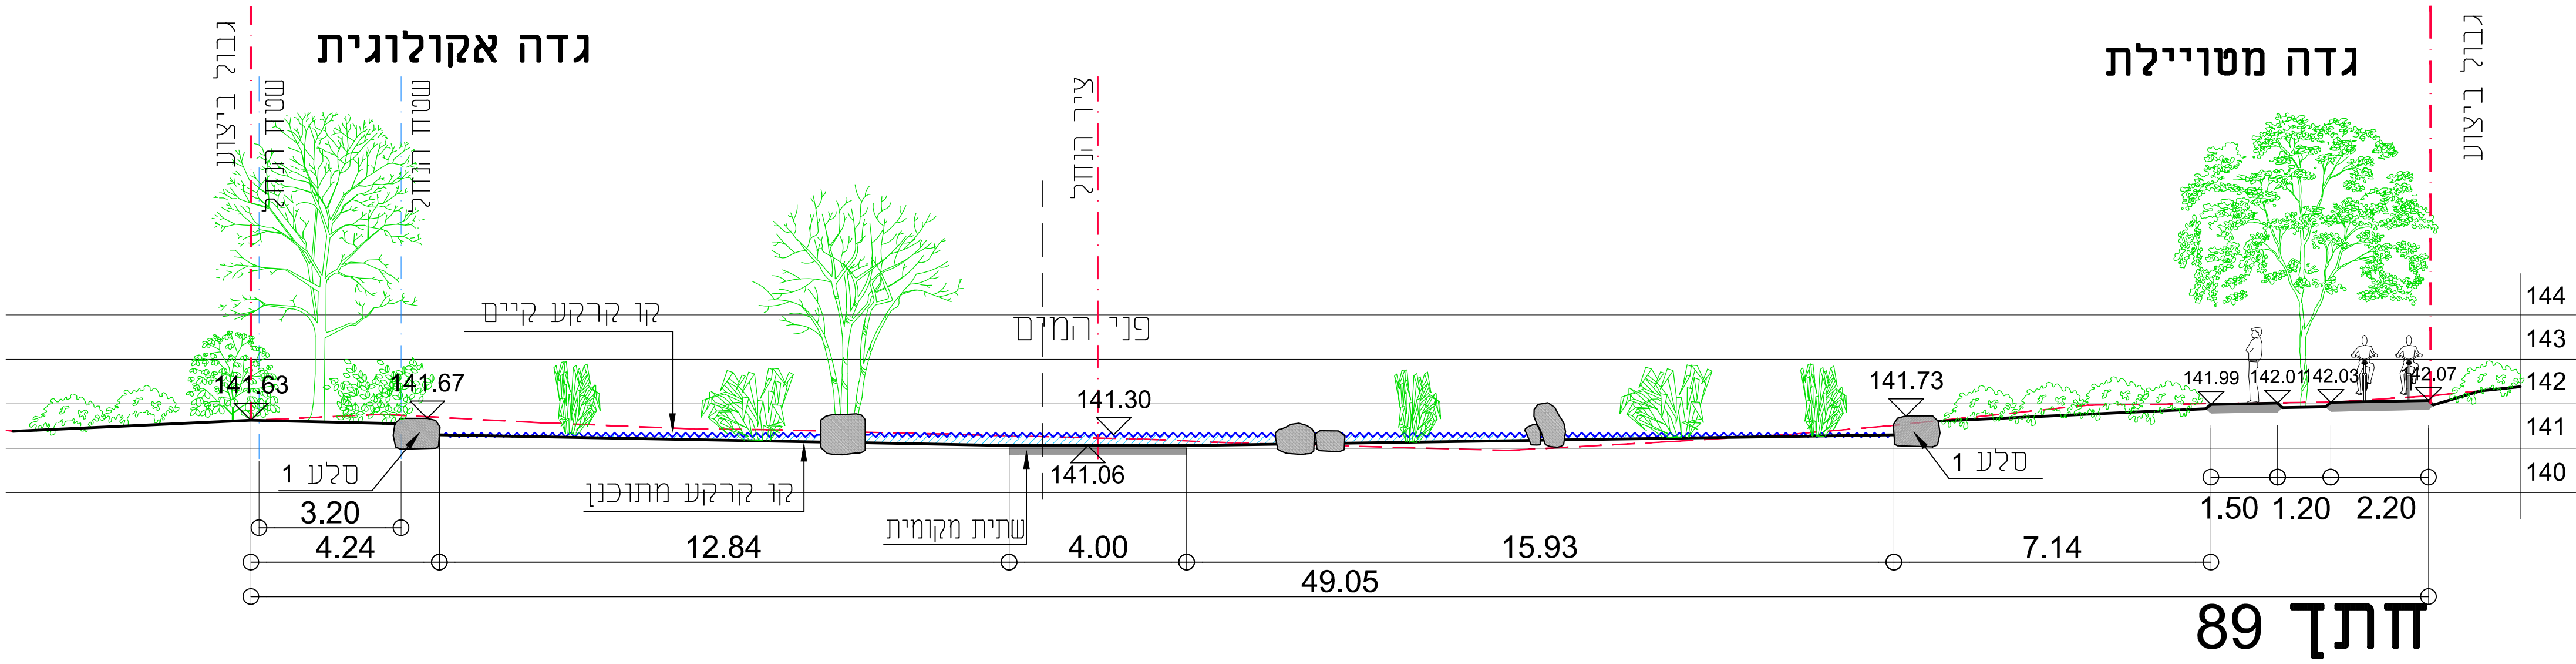 גדה אקולוגית
גדה מטויילת
גבול ביצוע
שטח הנחל
שטח הנחל
ציר הנחל
גבול ביצוע
קו קרקע קיים
פני המים
144
143
142
141
140
141.63
141.67
141.30
141.73
141.99
142.01
142.03
142.07
141.06
סלע 1
סלע 1
קו קרקע מתוכנן
שתית מקומית
3.20
1.50
1.20
2.20
4.24
12.84
4.00
15.93
7.14
49.05
חתך 89